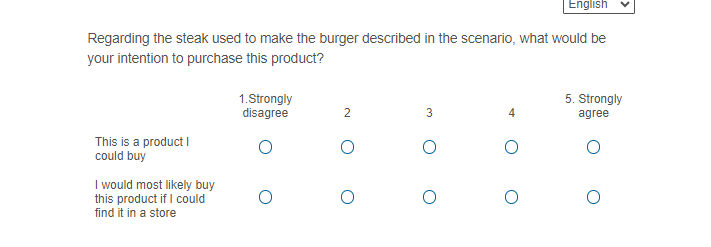 English
Regarding the steak used to make the burger described in the scenario, what would be
your intention to purchase this product?
1.Strongly
disagree
2
3
4
5. Strongly
agree
This is a product I
could buy
I would most likely buy
this product if I could
find it in a store